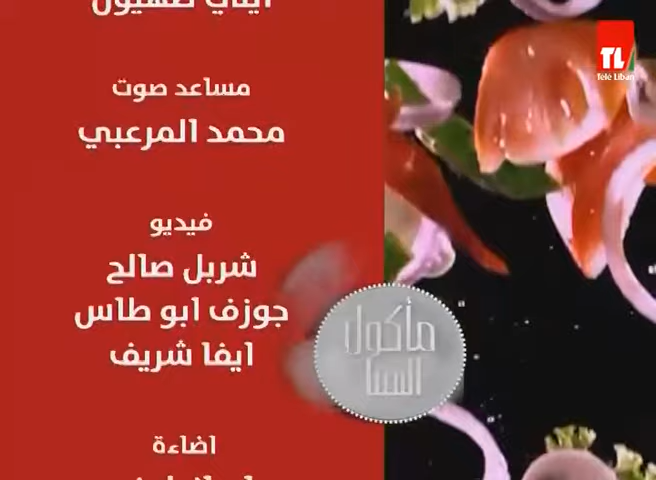 مساعد صوت
محمد المرعبي
فيديو
شربل صالح
جوزف ابو طاس
ايفا شريف
اضاءة
مأكول
الهنا
TL
Télé Liban